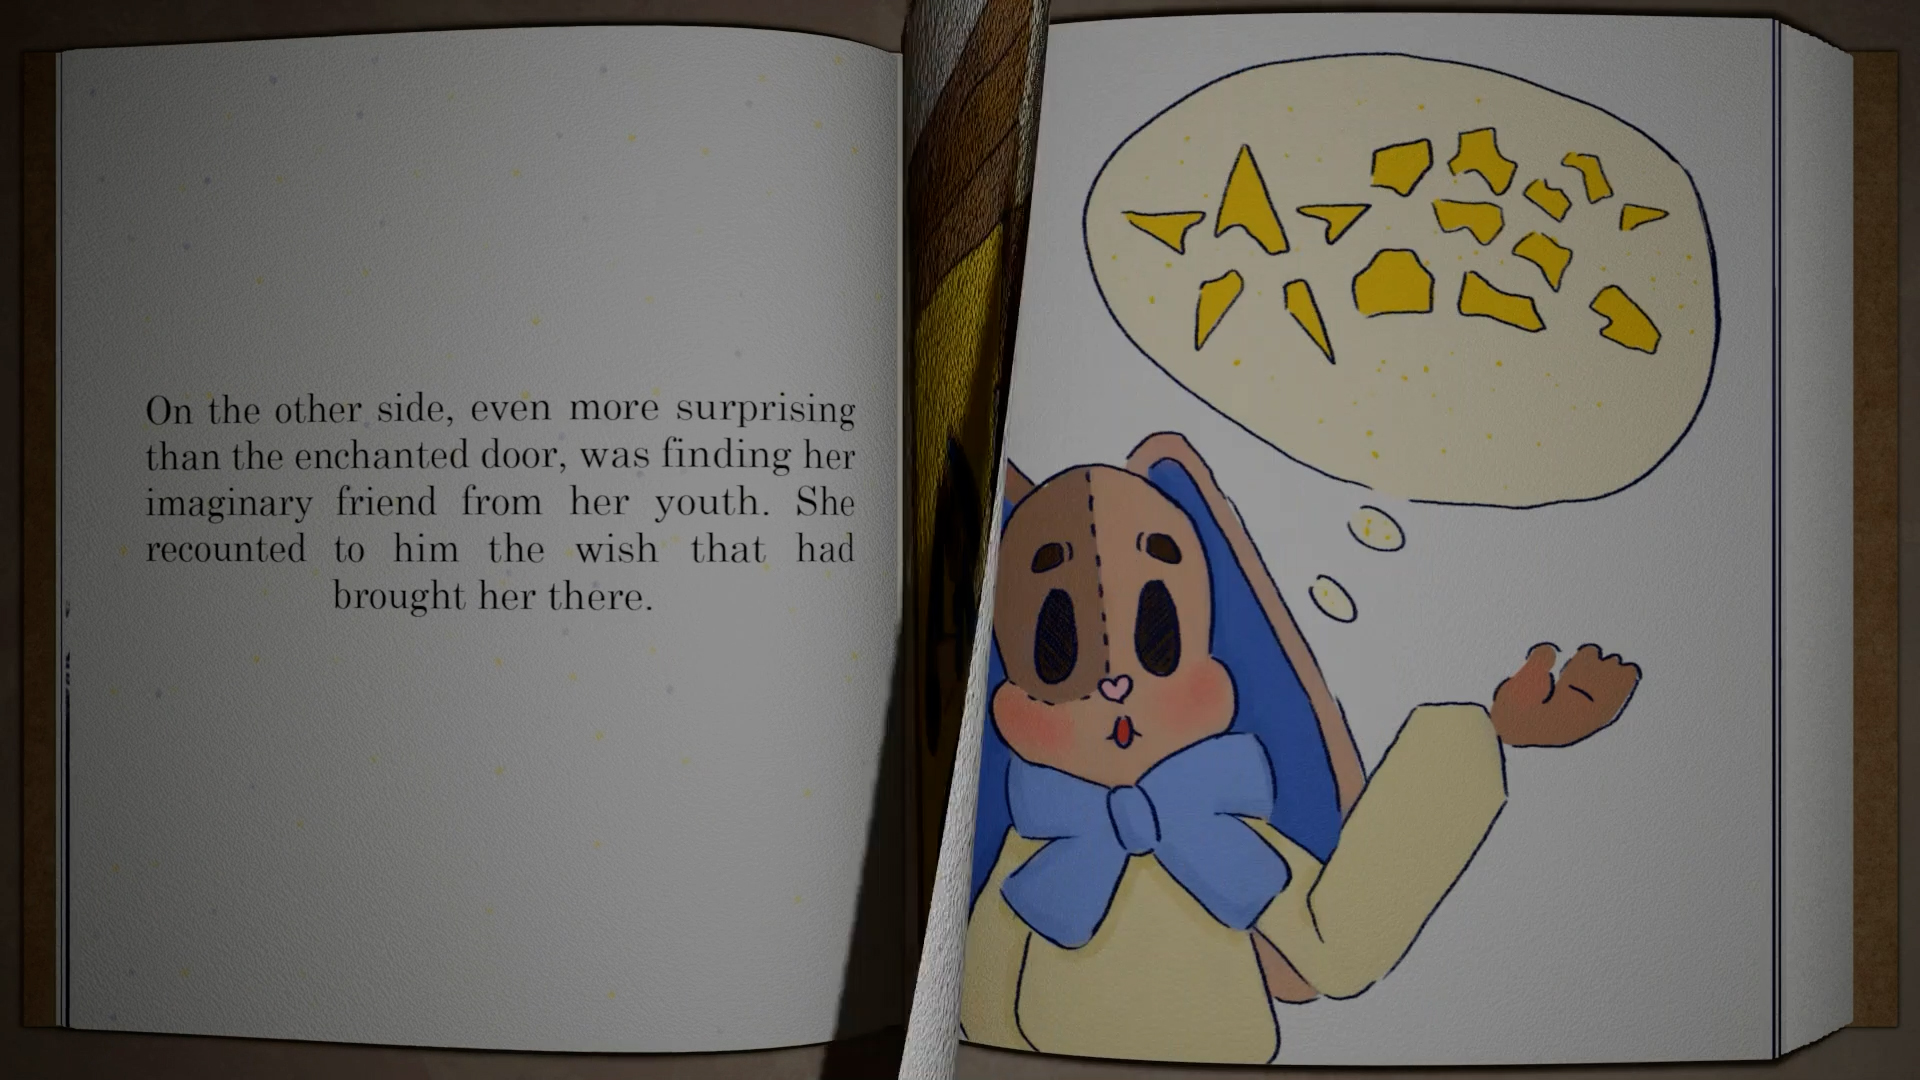 On the other side, even more surprising
than the enchanted door, was finding her
imaginary friend from her youth. She
recounted to him the wish that had
brought her there.